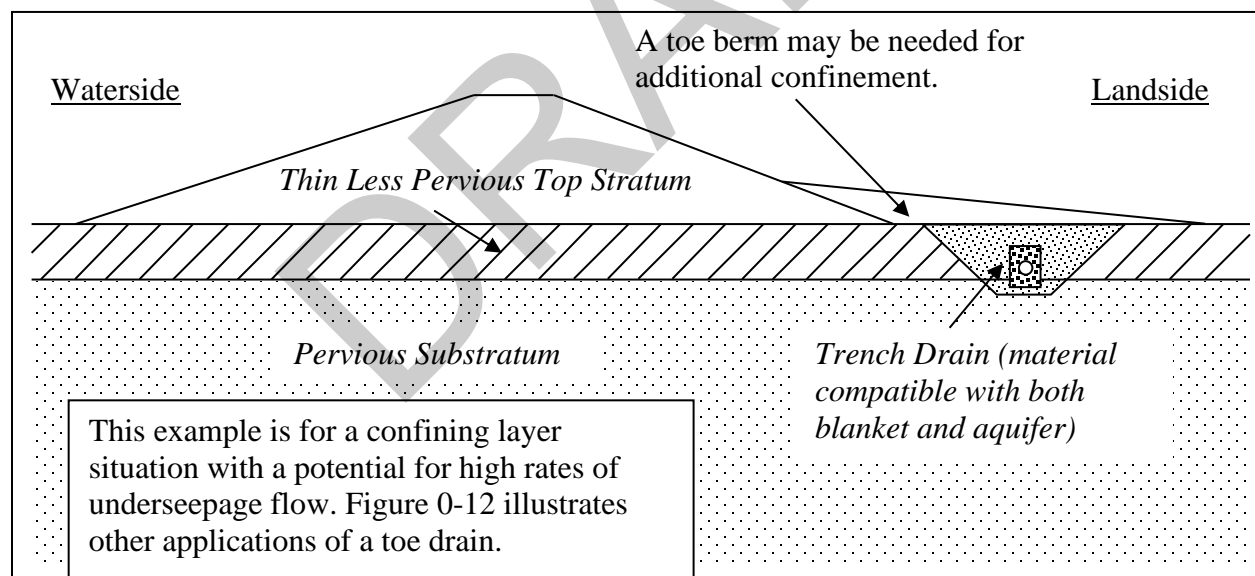 A toe berm may be needed for
additional confinement.
Waterside
Landside
Thin Less Pervious Top Stratum
Pervious Substratum
Trench Drain (material
compatible with both
blanket and aquifer)
This example is for a confining layer
situation with a potential for high rates of
underseepage flow. Figure 0-12 illustrates
other applications of a toe drain.